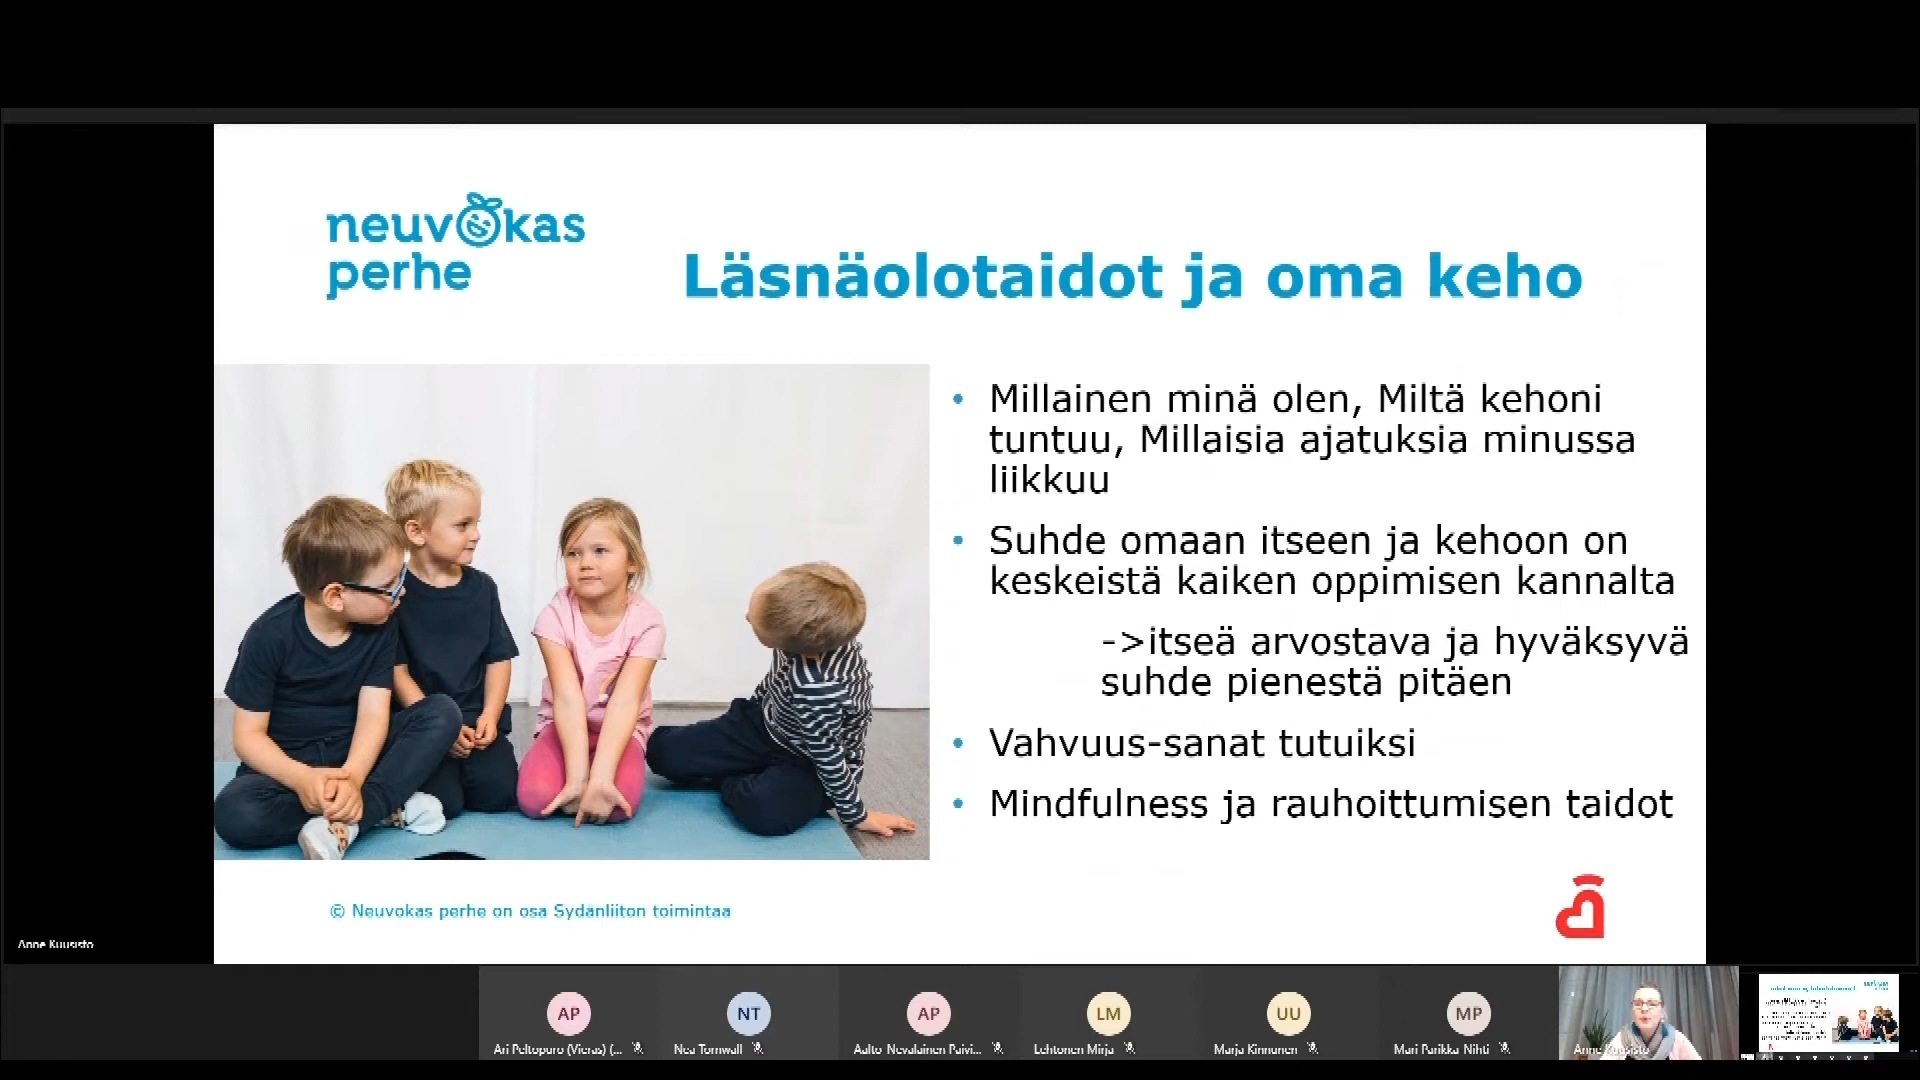 neuvokas
perhe
Läsnäolotaidot ja oma keho
• Millainen minä olen, Miltä kehoni
tuntuu, Millaisia ajatuksia minussa
liikkuu
• Suhde omaan itseen ja kehoon on
keskeistä kaiken oppimisen kannalta
->itseä arvostava ja hyväksyvä
suhde pienestä pitäen
• Vahvuus-sanat tutuiksi
• Mindfulness ja rauhoittumisen taidot
© Neuvokas perhe on osa Sydänliiton toimintaa
Anne Kuusisto
AP
NT
AP
LM
UU
MP
Ari Peltopuro (Vieras) (...
Nea Tornwall
Aalto-Nevalainen Paivi...
Lehtonen Mirja
Marja Kinnunen
Mari Parikka-Nihti
Anne Kuusisto